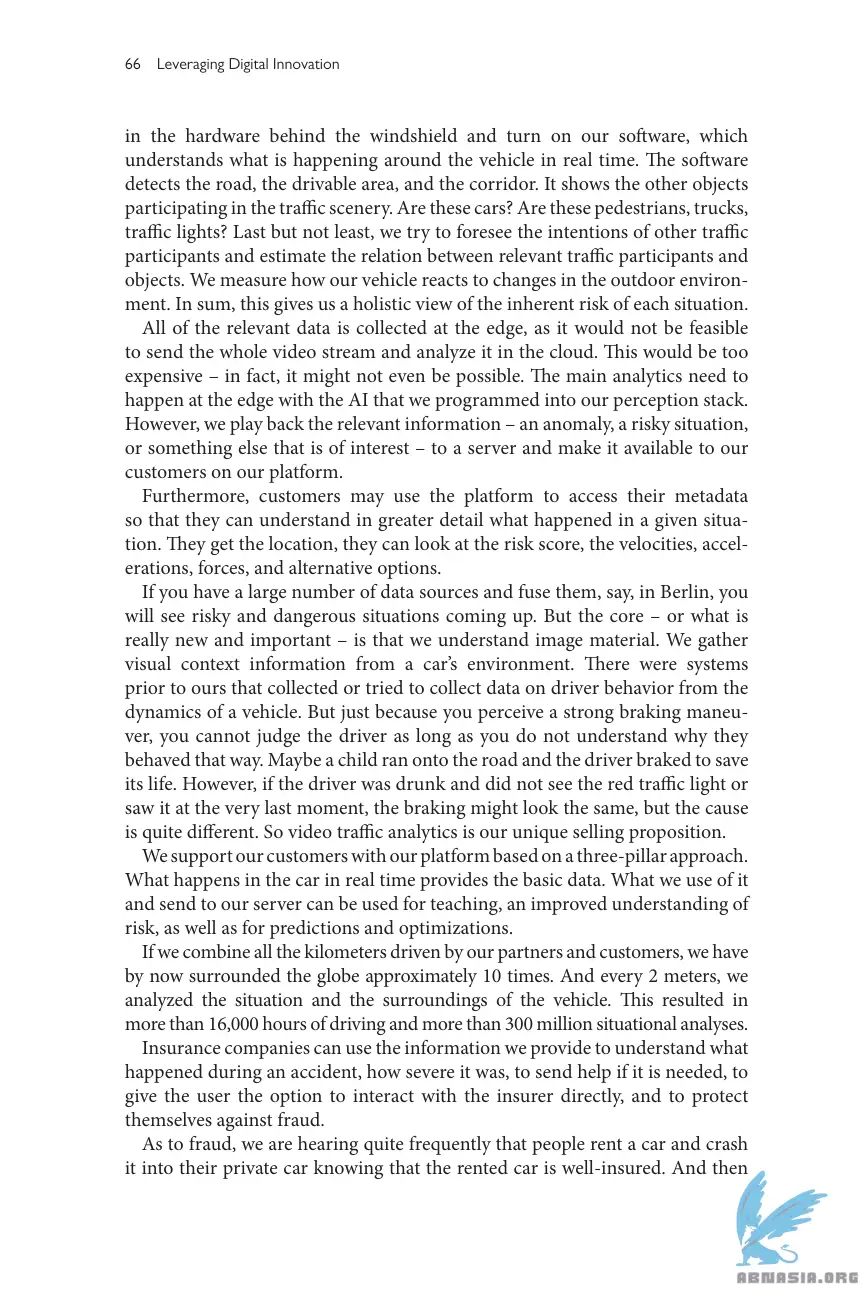 66 Leveraging Digital Innovation
in the hardware behind the windshield and turn on our software, which
understands what is happening around the vehicle in real time. The software
detects the road, the drivable area, and the corridor. It shows the other objects
participating in the traffic scenery. Are these cars? Are these pedestrians, trucks,
traffic lights? Last but not least, we try to foresee the intentions of other traffic
participants and estimate the relation between relevant traffic participants and
objects. We measure how our vehicle reacts to changes in the outdoor environ-
ment. In sum, this gives us a holistic view of the inherent risk of each situation.
All of the relevant data is collected at the edge, as it would not be feasible
to send the whole video stream and analyze it in the cloud. This would be too
expensive – in fact, it might not even be possible. The main analytics need to
happen at the edge with the AI that we programmed into our perception stack.
However, we play back the relevant information – an anomaly, a risky situation,
or something else that is of interest – to a server and make it available to our
customers on our platform.
Furthermore, customers may use the platform to access their metadata
so that they can understand in greater detail what happened in a given situa-
tion. They get the location, they can look at the risk score, the velocities, accel-
erations, forces, and alternative options.
If you have a large number of data sources and fuse them, say, in Berlin, you
will see risky and dangerous situations coming up. But the core – or what is
really new and important – is that we understand image material. We gather
visual context information from a car’s environment. There were systems
prior to ours that collected or tried to collect data on driver behavior from the
dynamics of a vehicle. But just because you perceive a strong braking maneu-
ver, you cannot judge the driver as long as you do not understand why they
behaved that way. Maybe a child ran onto the road and the driver braked to save
its life. However, if the driver was drunk and did not see the red traffic light or
saw it at the very last moment, the braking might look the same, but the cause
is quite different. So video traffic analytics is our unique selling proposition.
We support our customers with our platform based on a three-pillar approach.
What happens in the car in real time provides the basic data. What we use of it
and send to our server can be used for teaching, an improved understanding of
risk, as well as for predictions and optimizations.
If we combine all the kilometers driven by our partners and customers, we have
by now surrounded the globe approximately 10 times. And every 2 meters, we
analyzed the situation and the surroundings of the vehicle. This resulted in
more than 16,000 hours of driving and more than 300 million situational analyses.
Insurance companies can use the information we provide to understand what
happened during an accident, how severe it was, to send help if it is needed, to
give the user the option to interact with the insurer directly, and to protect
themselves against fraud.
As to fraud, we are hearing quite frequently that people rent a car and crash
it into their private car knowing that the rented car is well-insured. And then
ABNASIA.ORG